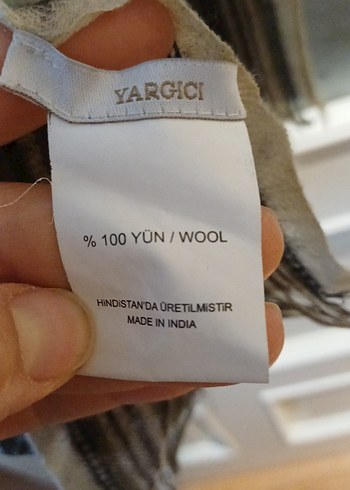 YARGICI
% 100 YÜN / WOOL
HiNDiSTAN'DA ÜRETiLMiSTiR
MADE IN INDIA